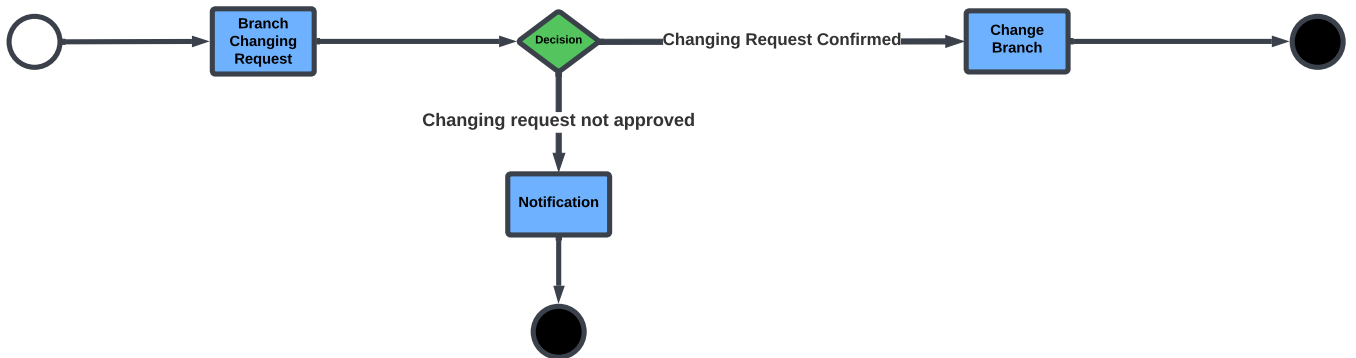 Branch
Changing
Request
Decision
Changing Request Confirmed
Change
Branch
Changing request not approved
Notification